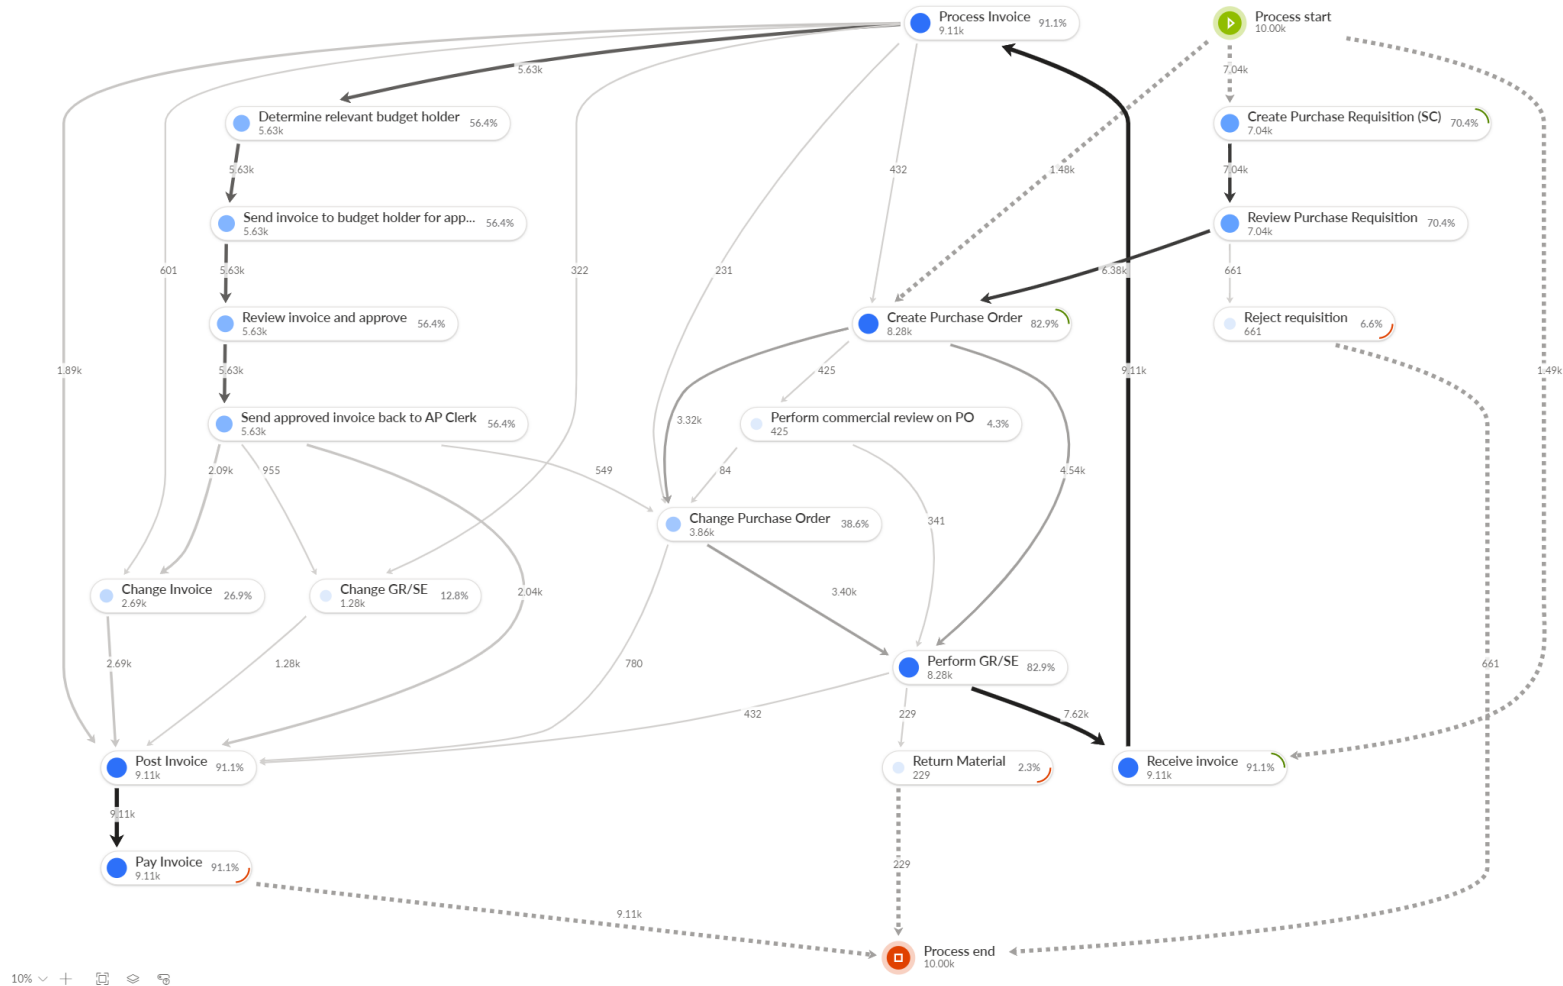 Process Invoice
9.11k
91.1%
Process start
10.00k
5.63k
7.04k
Determine relevant budget holder
5.63k
56.4%
Create Purchase Requisition (SC)
7.04k
70.4%
5.63k
432
1.48k
7.04k
Send invoice to budget holder for app...
5.63k
56.4%
Review Purchase Requisition
7.04k
70.4%
601
5.63k
322
231
6.38k
661
Review invoice and approve
5.63k
56.4%
Create Purchase Order
8.28k
82.9%
Reject requisition
661
6.6%
1.89k
5.63k
425
9.11k
1.49k
Send approved invoice back to AP Clerk
5.63k
56.4%
3.32k
Perform commercial review on PO
425
4.3%
2.09k
955
549
84
4.54k
Change Purchase Order
3.86k
38.6%
341
Change Invoice
2.69k
26.9%
Change GR/SE
1.28k
12.8%
2.04k
3.40k
2.69k
1.28k
780
Perform GR/SE
8.28k
82.9%
661
432
229
7.62k
Post Invoice
9.11k
91.1%
Return Material
229
2.3%
Receive invoice
9.11k
91.1%
9.11k
Pay Invoice
9.11k
91.1%
229
9.11k
Process end
10.00k
10%